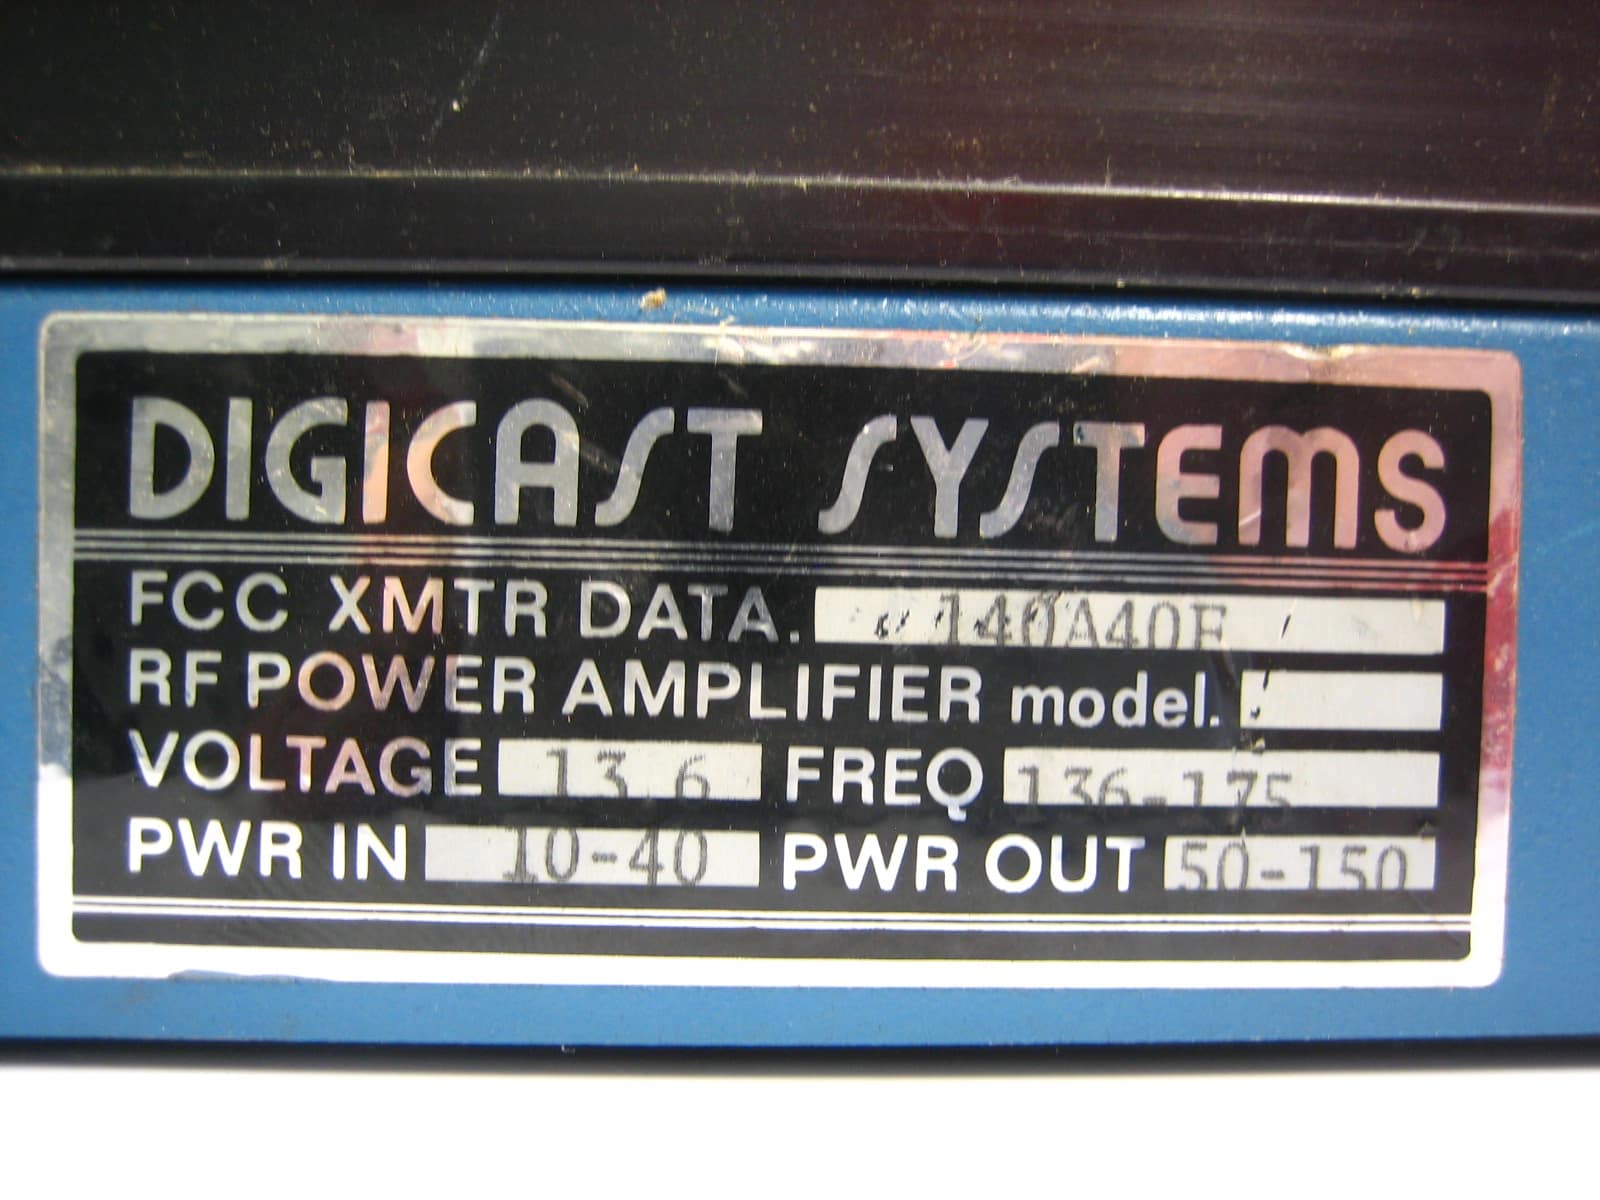 DIGICAST SYSTEMS
FCC XMTR DATA. 140A40F
RF POWER AMPLIFIER model.
VOLTAGE 13 6 FREQ 136-175
PWR IN 10-40 PWR OUT 50-150